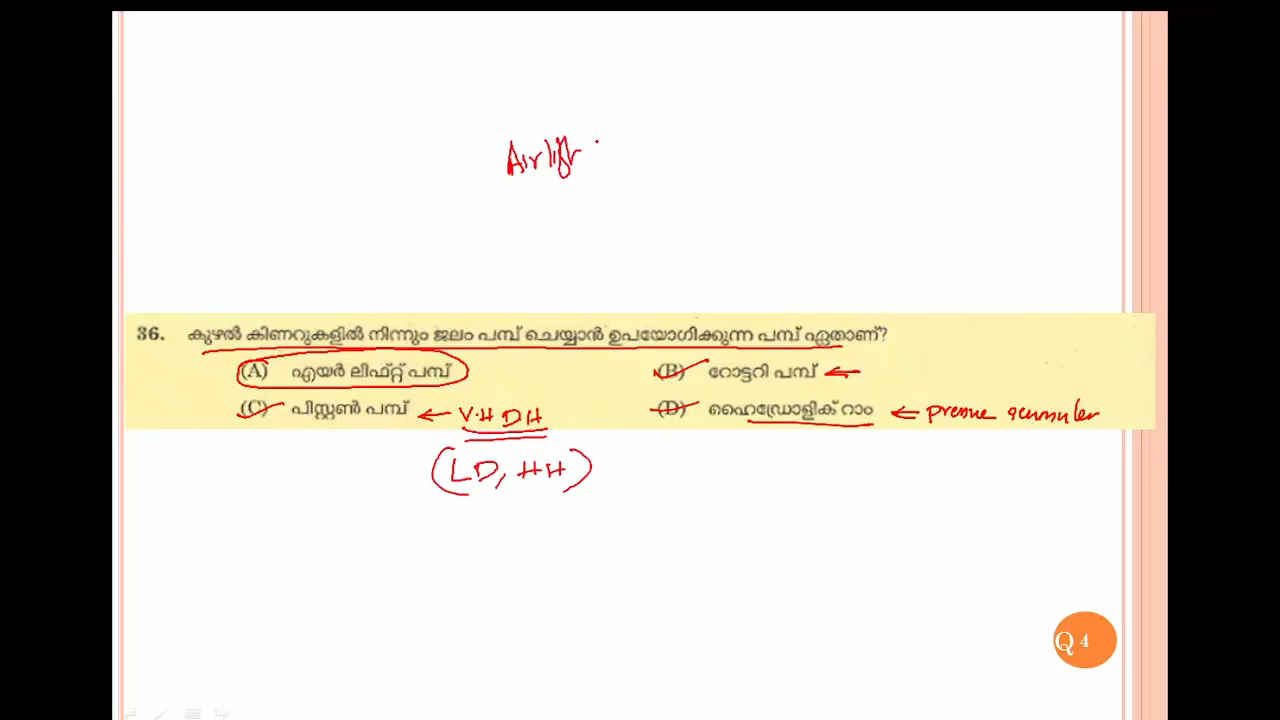 Airlift
36. കുഴൽ കിണറുകളിൽ നിന്നും ജലം പമ്പ് ചെയ്യാൻ ഉപയോഗിക്കുന്ന പമ്പ് ഏതാണ്?
(A) എയർ ലിഫ്റ്റ് പമ്പ് (B) റോട്ടറി പമ്പ്
(C) പിസ്റ്റൺ പമ്പ് V.H DH (D) ഹൈഡ്രോളിക് റാം
(LD, HH)
Q 4